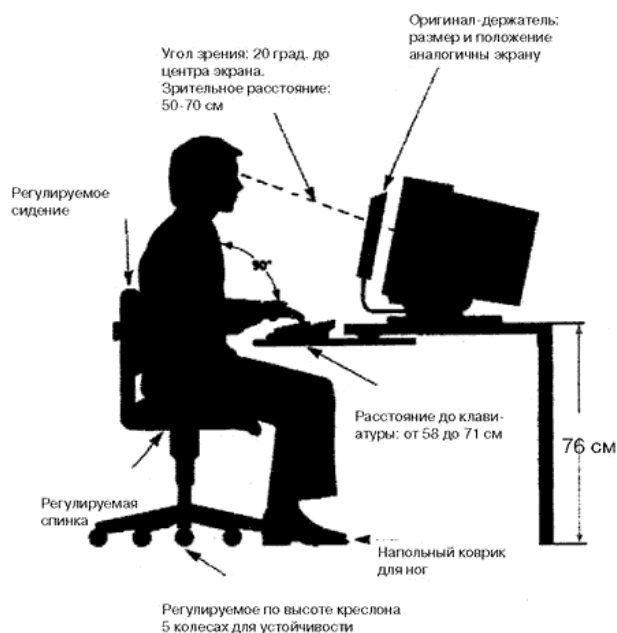 Оригинал-держатель:
размер и положение
аналогичны экрану
Угол зрения: 20 град. до
центра экрана.
Зрительное расстояние:
50-70 см
Регулируемое
сидение
90°
Расстояние до клави-
атуры: от 58 до 71 см
76 см
Регулируемая
спинка
Напольный коврик
для ног
Регулируемое по высоте креслона
5 колесах для устойчивости